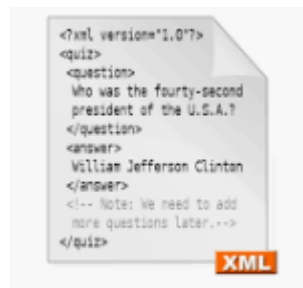 <?xml version="1.0"?>
<quiz>
<question>
Who was the fourty-second
president of the U.S.A.?
</question>
<answer>
William Jefferson Clinton
</answer>
<!-- Note: We need to add
more questions later.-->
</quiz>
XML